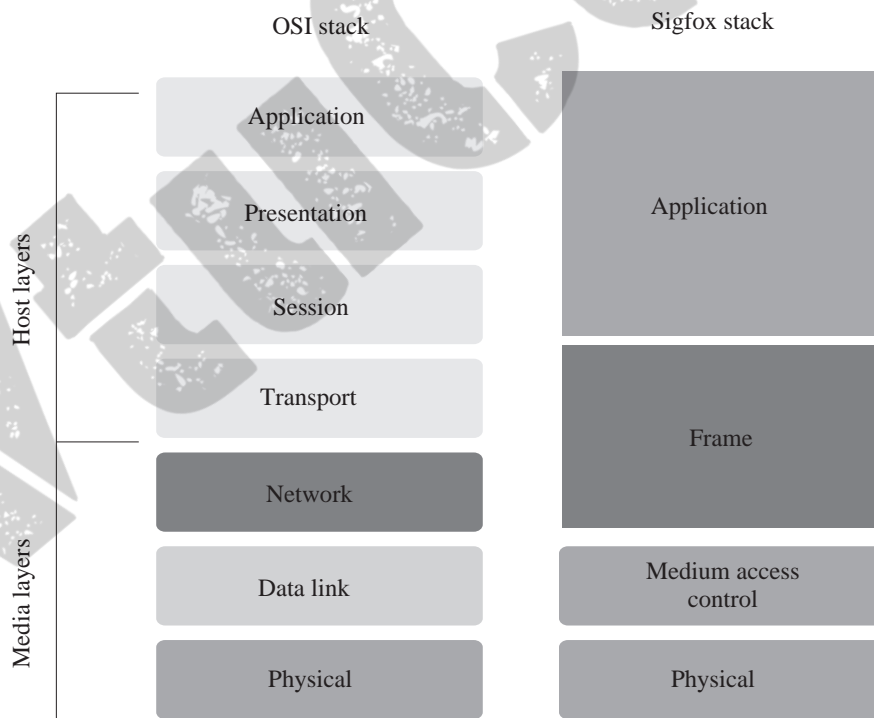 OSI stack
Sigfox stack
Host layers
Media layers
Application
Presentation
Session
Transport
Network
Data link
Physical
Application
Frame
Medium access
control
Physical